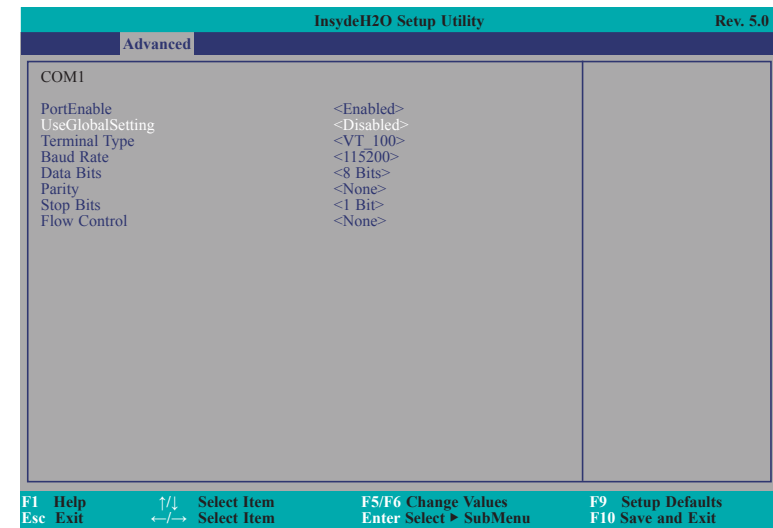 InsydeH2O Setup Utility Rev. 5.0
Advanced
COM1
PortEnable <Enabled>
UseGlobalSetting <Disabled>
Terminal Type <VT_100>
Baud Rate <115200>
Data Bits <8 Bits>
Parity <None>
Stop Bits <1 Bit>
Flow Control <None>
F1 Help ↑/↓ Select Item F5/F6 Change Values F9 Setup Defaults
Esc Exit ←/→ Select Item Enter Select ► SubMenu F10 Save and Exit